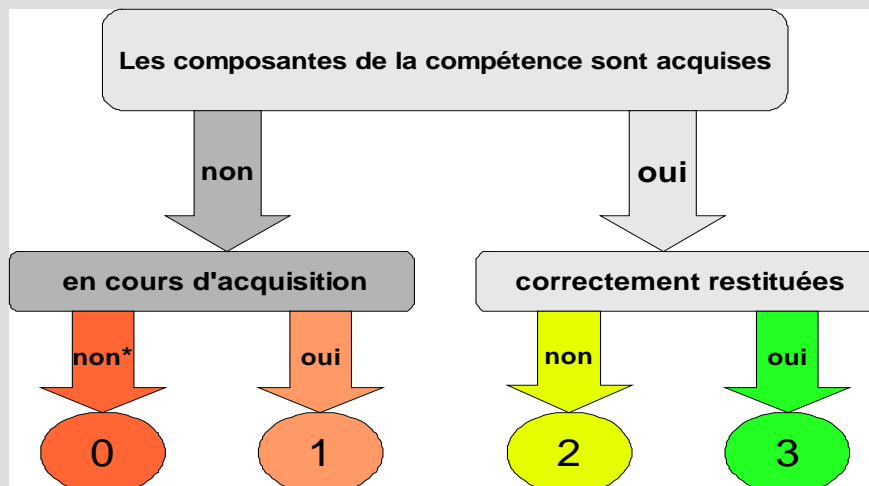 Les composantes de la compétence sont acquises
non
oui
en cours d'acquisition
correctement restituées
non*
oui
non
oui
0
1
2
3